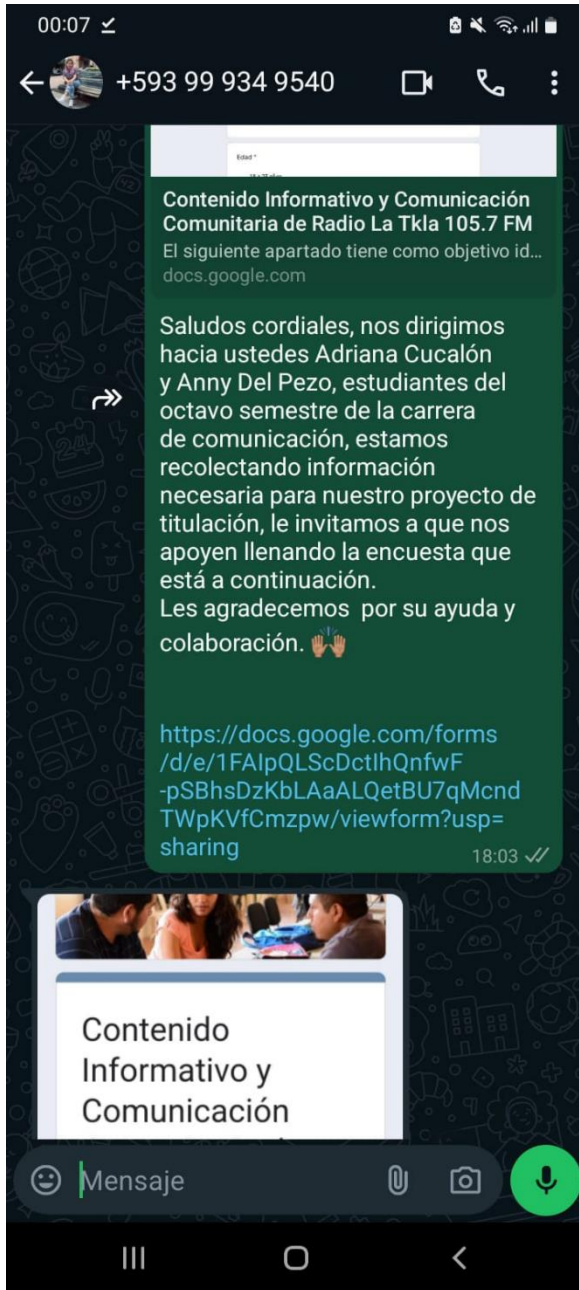 00:07
+593 99 934 9540
Edad *
Contenido Informativo y Comunicación
Comunitaria de Radio La Tkla 105.7 FM
El siguiente apartado tiene como objetivo id...
docs.google.com
Saludos cordiales, nos dirigimos
hacia ustedes Adriana Cucalón
y Anny Del Pezo, estudiantes del
octavo semestre de la carrera
de comunicación, estamos
recolectando información
necesaria para nuestro proyecto de
titulación, le invitamos a que nos
apoyen llenando la encuesta que
está a continuación.
Les agradecemos por su ayuda y
colaboración. 🙌🏽
https://docs.google.com/forms
/d/e/1FAIpQLScDctIhQnfwF
-pSBhsDzKbLAaALQetBU7qMcnd
TWpKVfCmzpw/viewform?usp=
sharing
18:03
Contenido
Informativo y
Comunicación
Mensaje